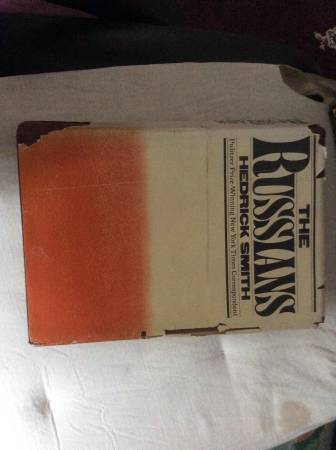 THE
RUSSIANS
HEDRICK SMITH
Pulitzer Prize-Winning New York Times Correspondent